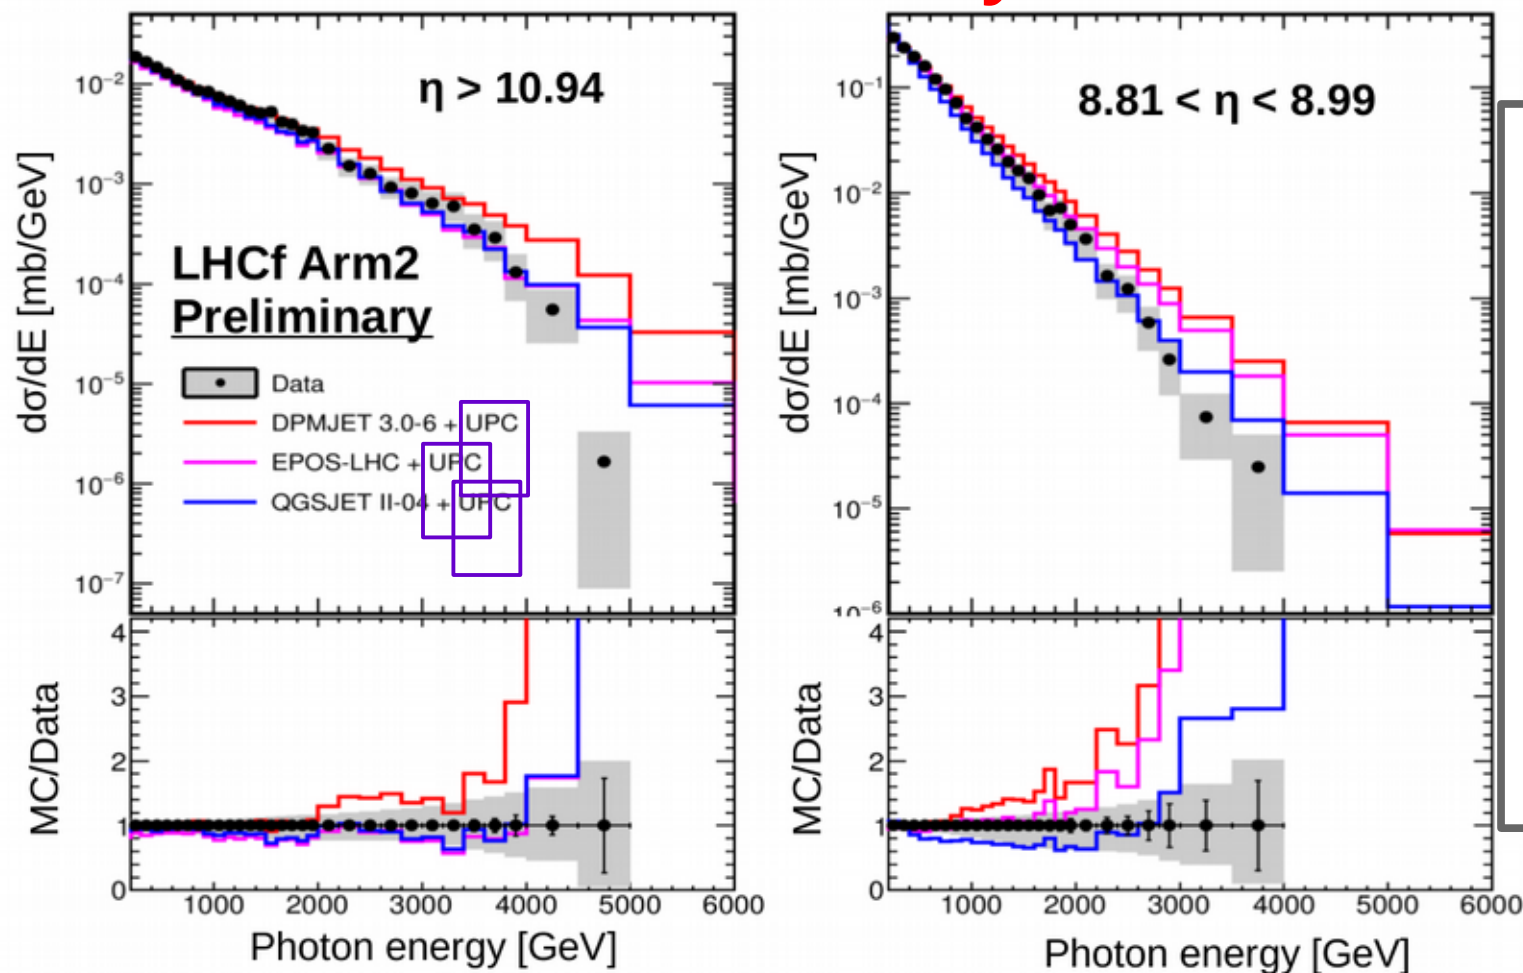 η > 10.94
8.81 < η < 8.99
dσ/dE [mb/GeV]
10⁻²
10⁻³
10⁻⁴
10⁻⁵
10⁻⁶
10⁻⁷
LHCf Arm2
Preliminary
Data
DPMJET 3.0-6 + UPC
EPOS-LHC + UPC
QGSJET II-04 + UPC
dσ/dE [mb/GeV]
10⁻¹
10⁻²
10⁻³
10⁻⁴
10⁻⁵
10⁻⁶
MC/Data
4
3
2
1
0
1000 2000 3000 4000 5000 6000
Photon energy [GeV]
MC/Data
4
3
2
1
0
1000 2000 3000 4000 5000 6000
Photon energy [GeV]